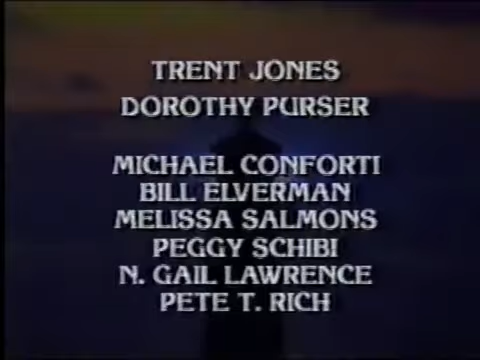 TRENT JONES
DOROTHY PURSER
MICHAEL CONFORTI
BILL ELVERMAN
MELISSA SALMONS
PEGGY SCHIBI
N. GAIL LAWRENCE
PETE T. RICH